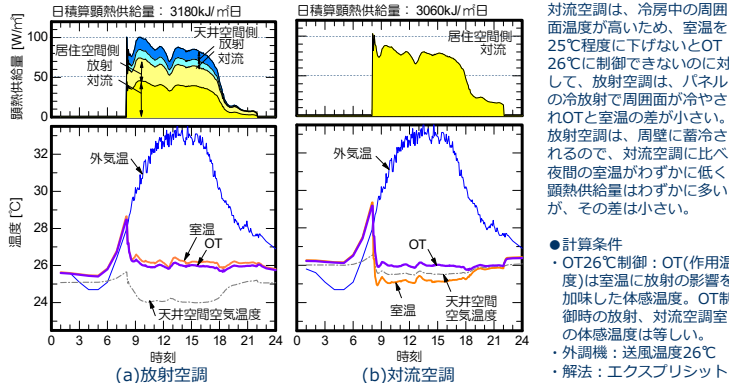 日積算顕熱供給量： 3180kJ/㎡日
顕熱供給量 [W/㎡]
100
50
0
居住空間側
放射
対流
天井空間側
放射
対流
温度 [℃]
32
30
28
26
24
外気温
室温
OT
天井空間空気温度
0 3 6 9 12 15 18 21 24
時刻
(a)放射空調
日積算顕熱供給量： 3060kJ/㎡日
居住空間側
対流
外気温
OT
室温
天井空間
空気温度
0 3 6 9 12 15 18 21 24
時刻
(b)対流空調
対流空調は、冷房中の周囲
面温度が高いため、室温を
25℃程度に下げないとOT
26℃に制御できないのに対
して、放射空調は、パネル
の冷放射で周囲面が冷やさ
れOTと室温の差が小さい。
放射空調は、周壁に蓄冷さ
れるので、対流空調に比べ
夜間の室温がわずかに低く
顕熱供給量はわずかに多い
が、その差は小さい。
●計算条件
・OT26℃制御：OT(作用温
度)は室温に放射の影響を
加味した体感温度。OT制
御時の放射、対流空調室
の体感温度は等しい。
・外調機：送風温度26℃
・解法：エクスプリシット